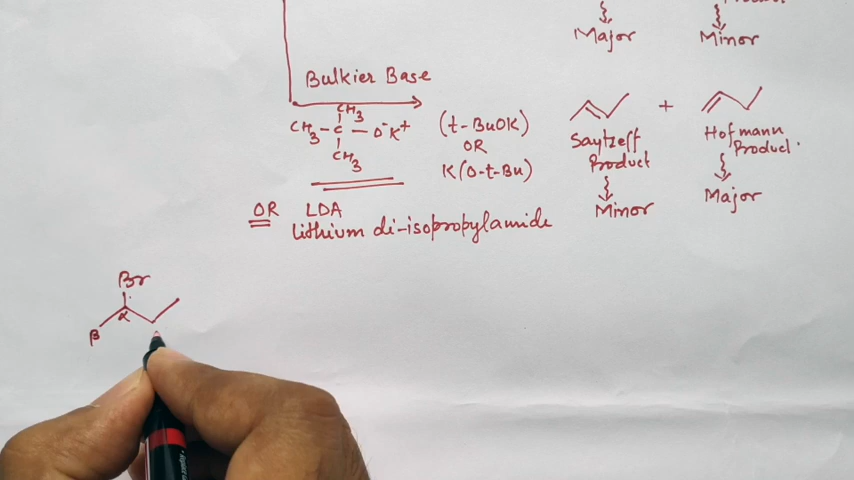 Major
Minor
Bulkier Base
CH3
CH3-C-O⁻K⁺
CH3
(t-BuOK)
OR
K(O-t-Bu)
+
Saytzeff
Product
Minor
Hofmann
Product.
Major
OR LDA
lithium di-isopropylamide
Br
α
β